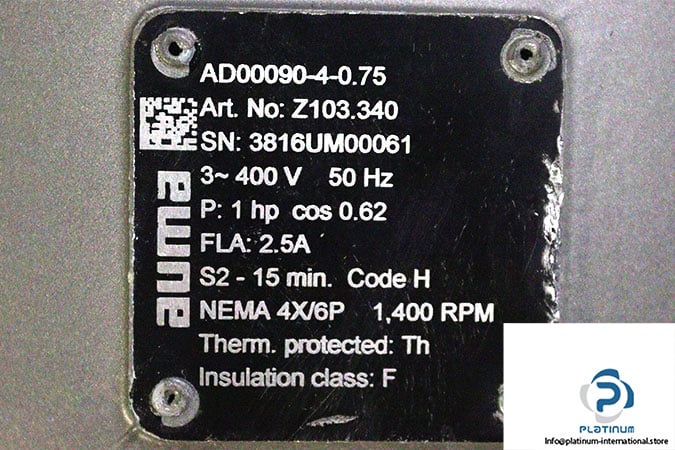 AD00090-4-0.75
Art. No: Z103.340
SN: 3816UM00061
3~ 400 V 50 Hz
P: 1 hp cos 0.62
FLA: 2.5A
S2 - 15 min. Code H
NEMA 4X/6P 1,400 RPM
Therm. protected: Th
Insulation class: F
auma
PLATINUM
Info@platinum-international.store